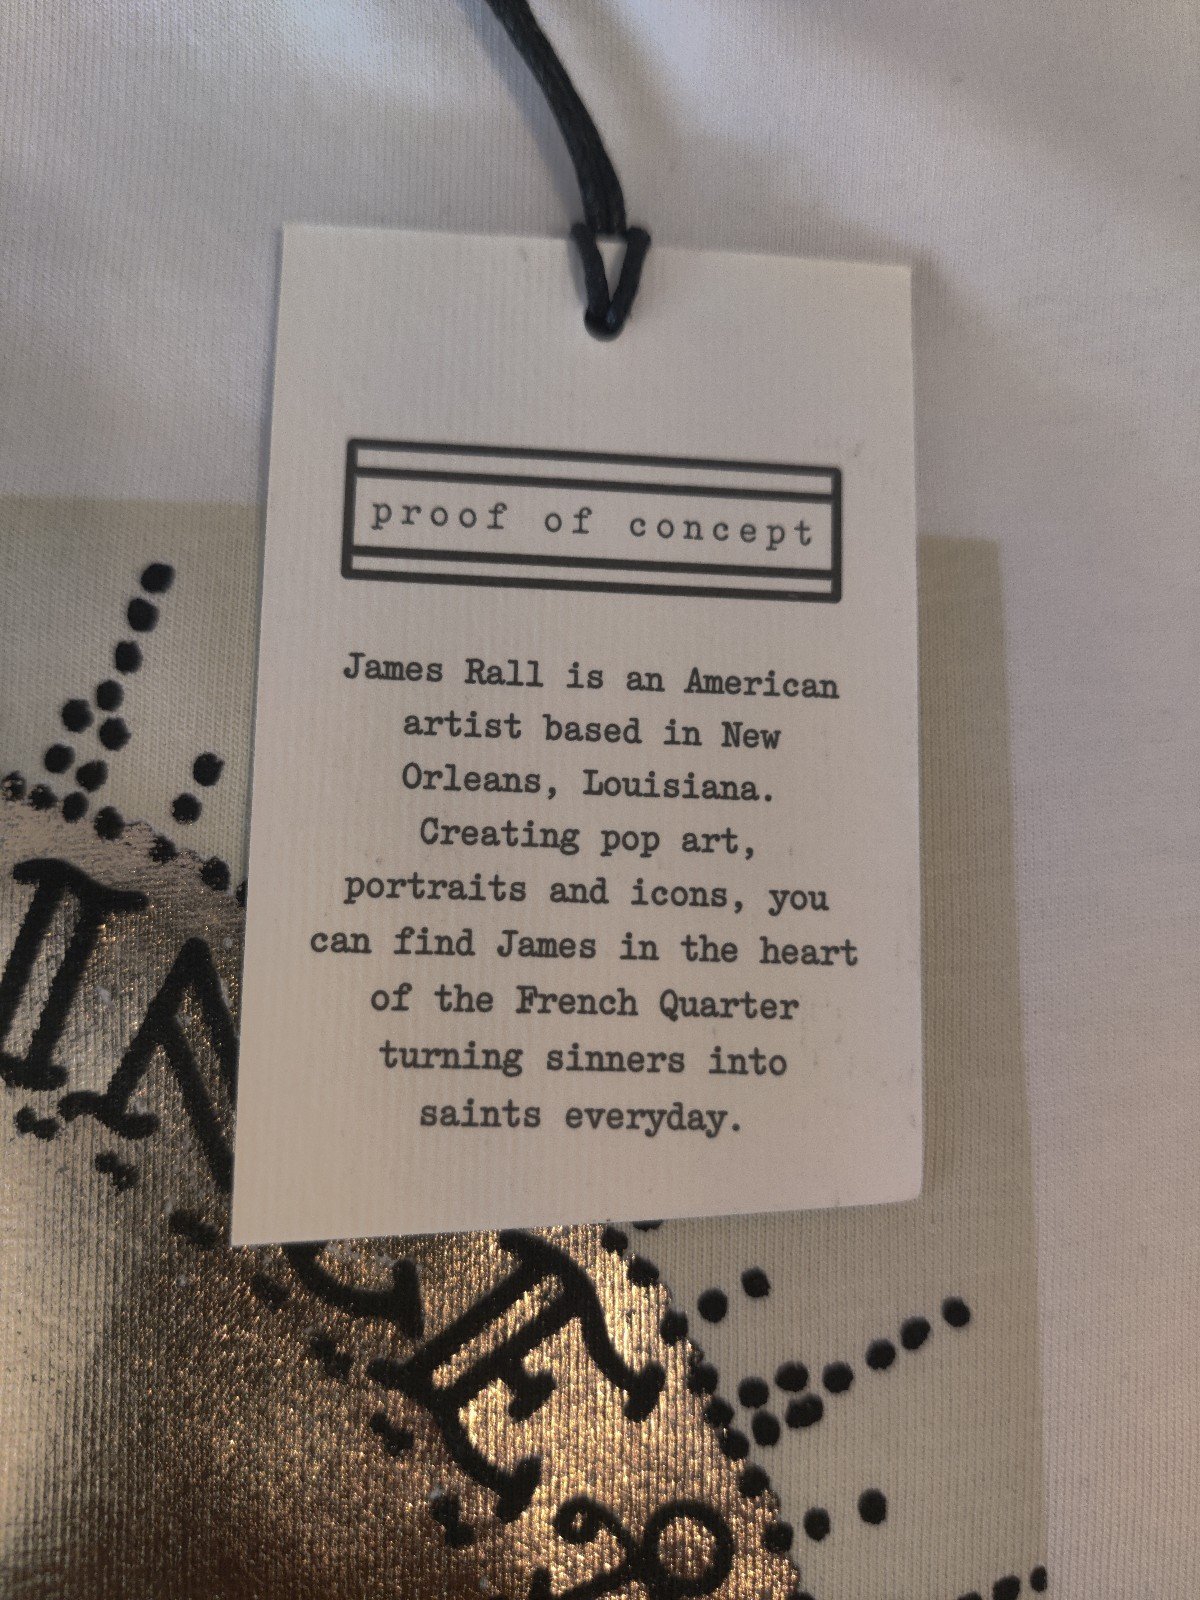 proof of concept
James Rall is an American
artist based in New
Orleans, Louisiana.
Creating pop art,
portraits and icons, you
can find James in the heart
of the French Quarter
turning sinners into
saints everyday.